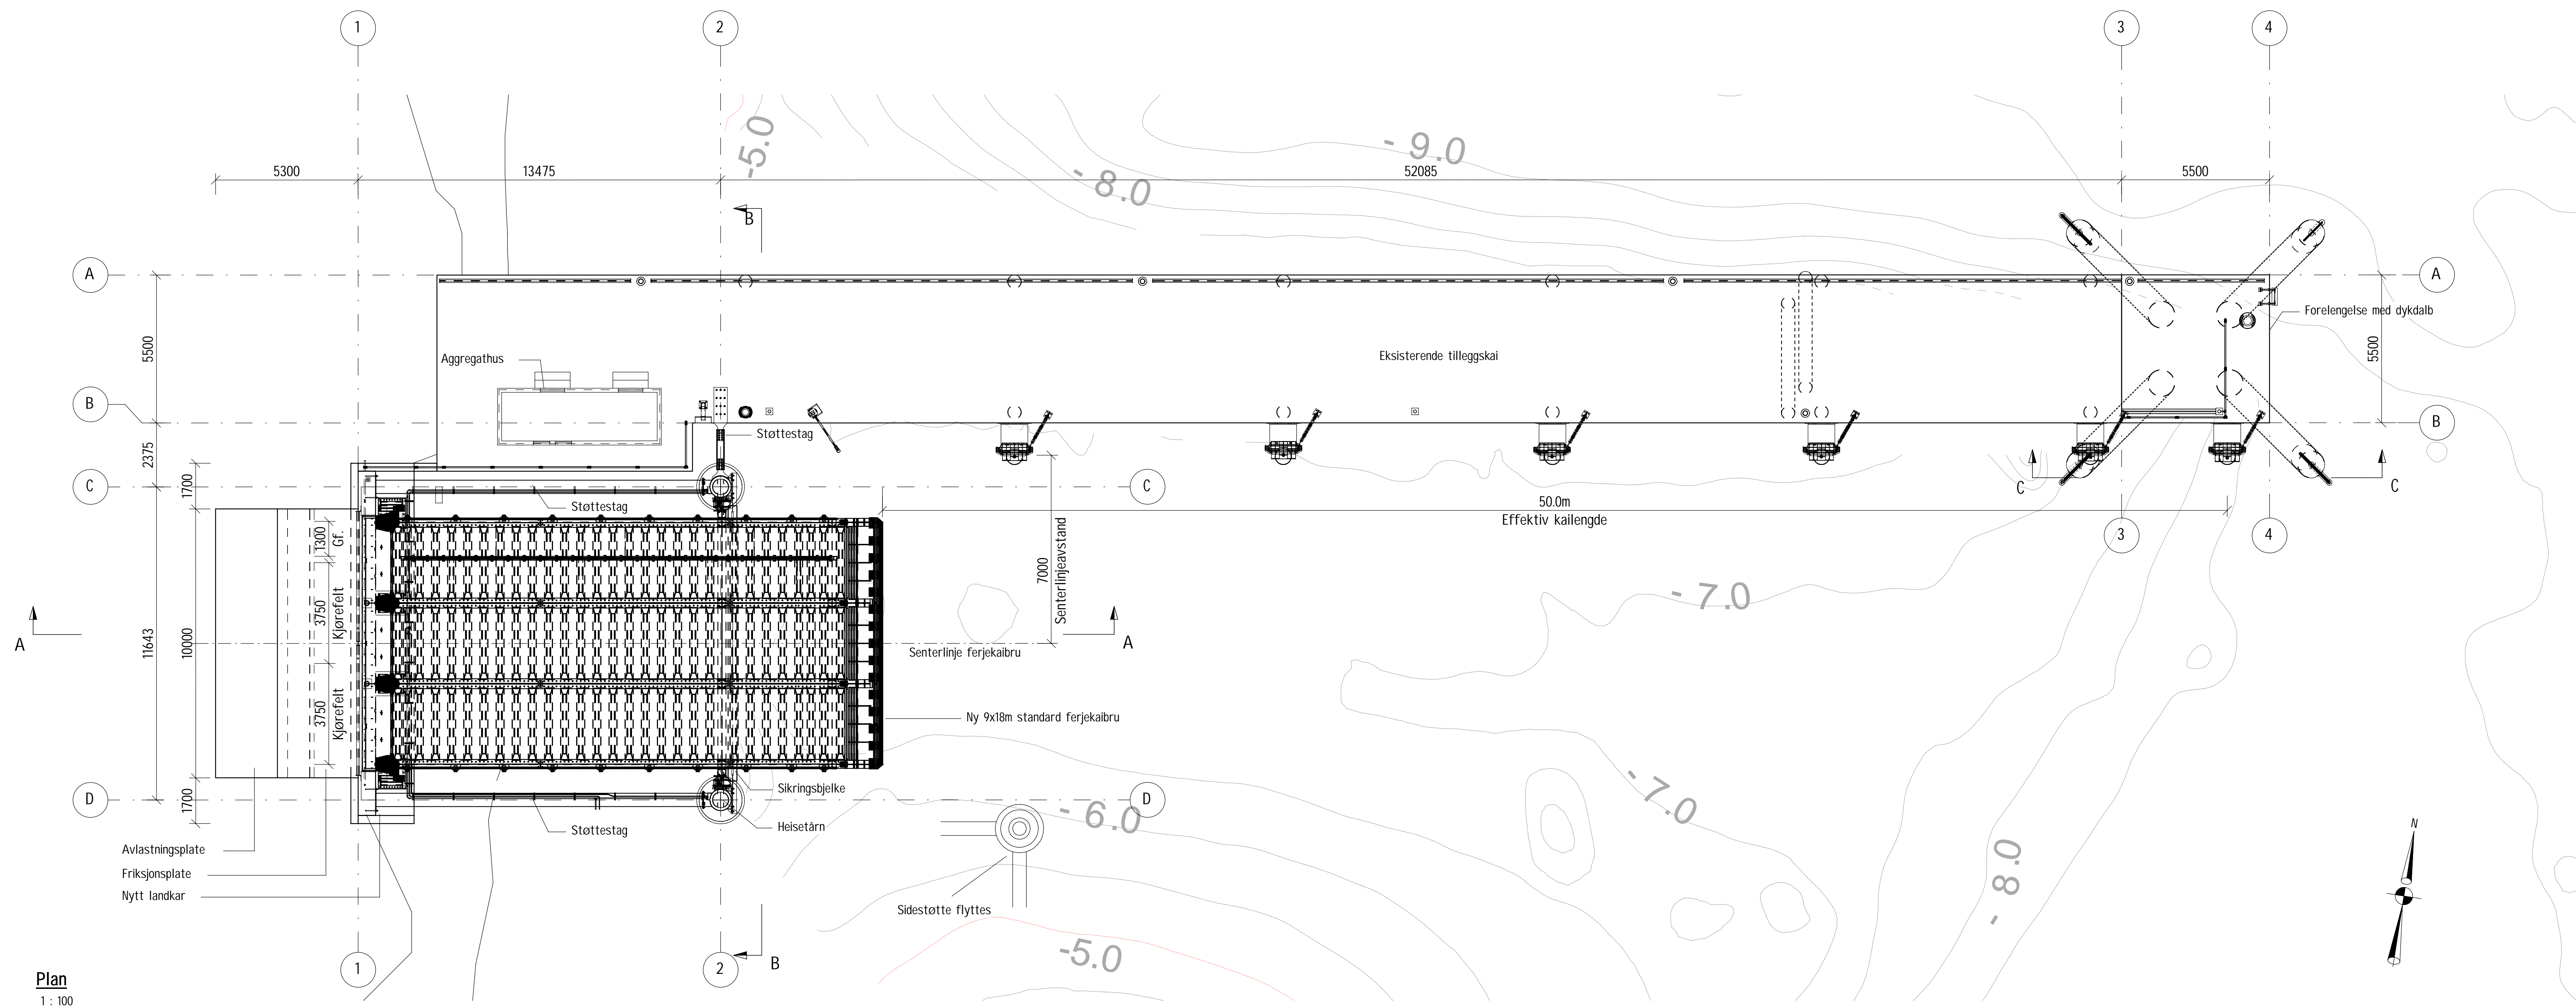 1
2
3
4
-5.0
- 9.0
- 8.0
5300
13475
52085
5500
B
A
A
Forelengelse med dykdalb
Aggregathus
Eksisterende tilleggskai
5500
5500
B
B
Støttestag
2375
C
C
1700
C
C
Støttestag
50.0m
Effektiv kailengde
1300
Gf.
3
4
7000
Senterlinjeavstand
- 7.0
3750
Kjørefelt
A
11643
10000
A
Senterlinje ferjekaibru
3750
Kjørefelt
Ny 9x18m standard ferjekaibru
Sikringsbjelke
- 7.0
D
D
1700
- 6.0
Heisetårn
Støttestag
Avlastningsplate
Friksjonsplate
Nytt landkar
- 8.0
N
Sidestøtte flyttes
-5.0
1
2
B
Plan
1 : 100